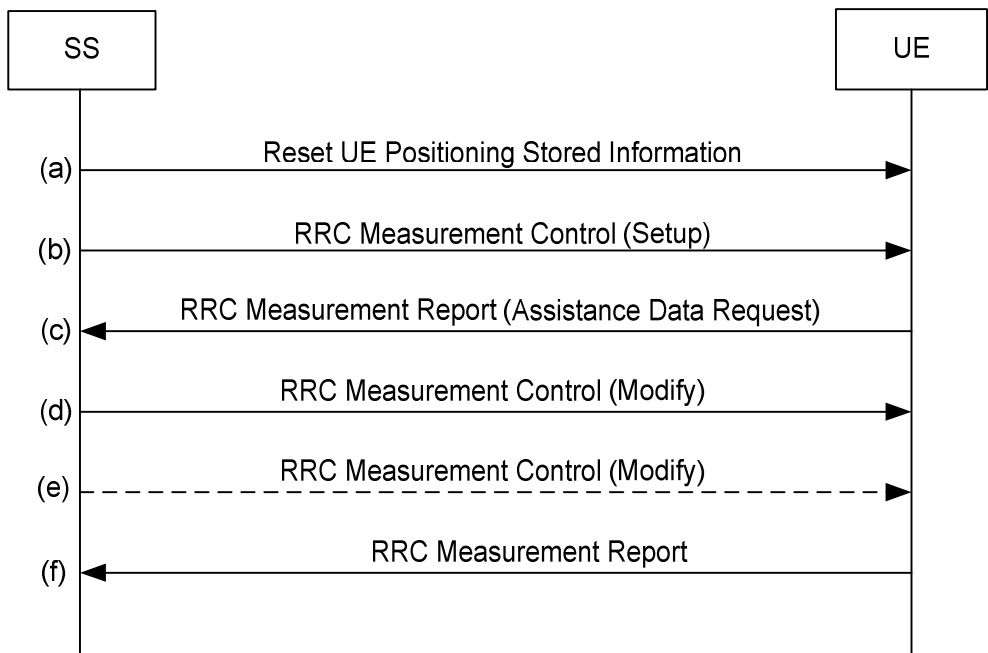 SS
UE
(a) Reset UE Positioning Stored Information
(b) RRC Measurement Control (Setup)
(c) RRC Measurement Report (Assistance Data Request)
(d) RRC Measurement Control (Modify)
(e) RRC Measurement Control (Modify)
(f) RRC Measurement Report